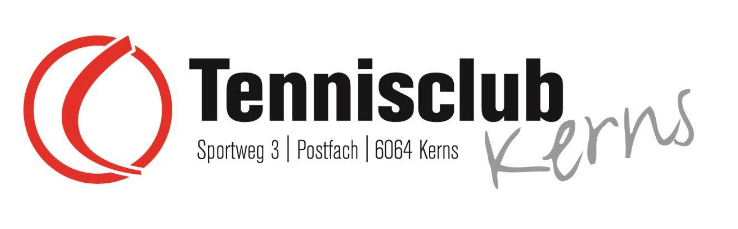 Tennisclub
Kerns
Sportweg 3 | Postfach | 6064 Kerns